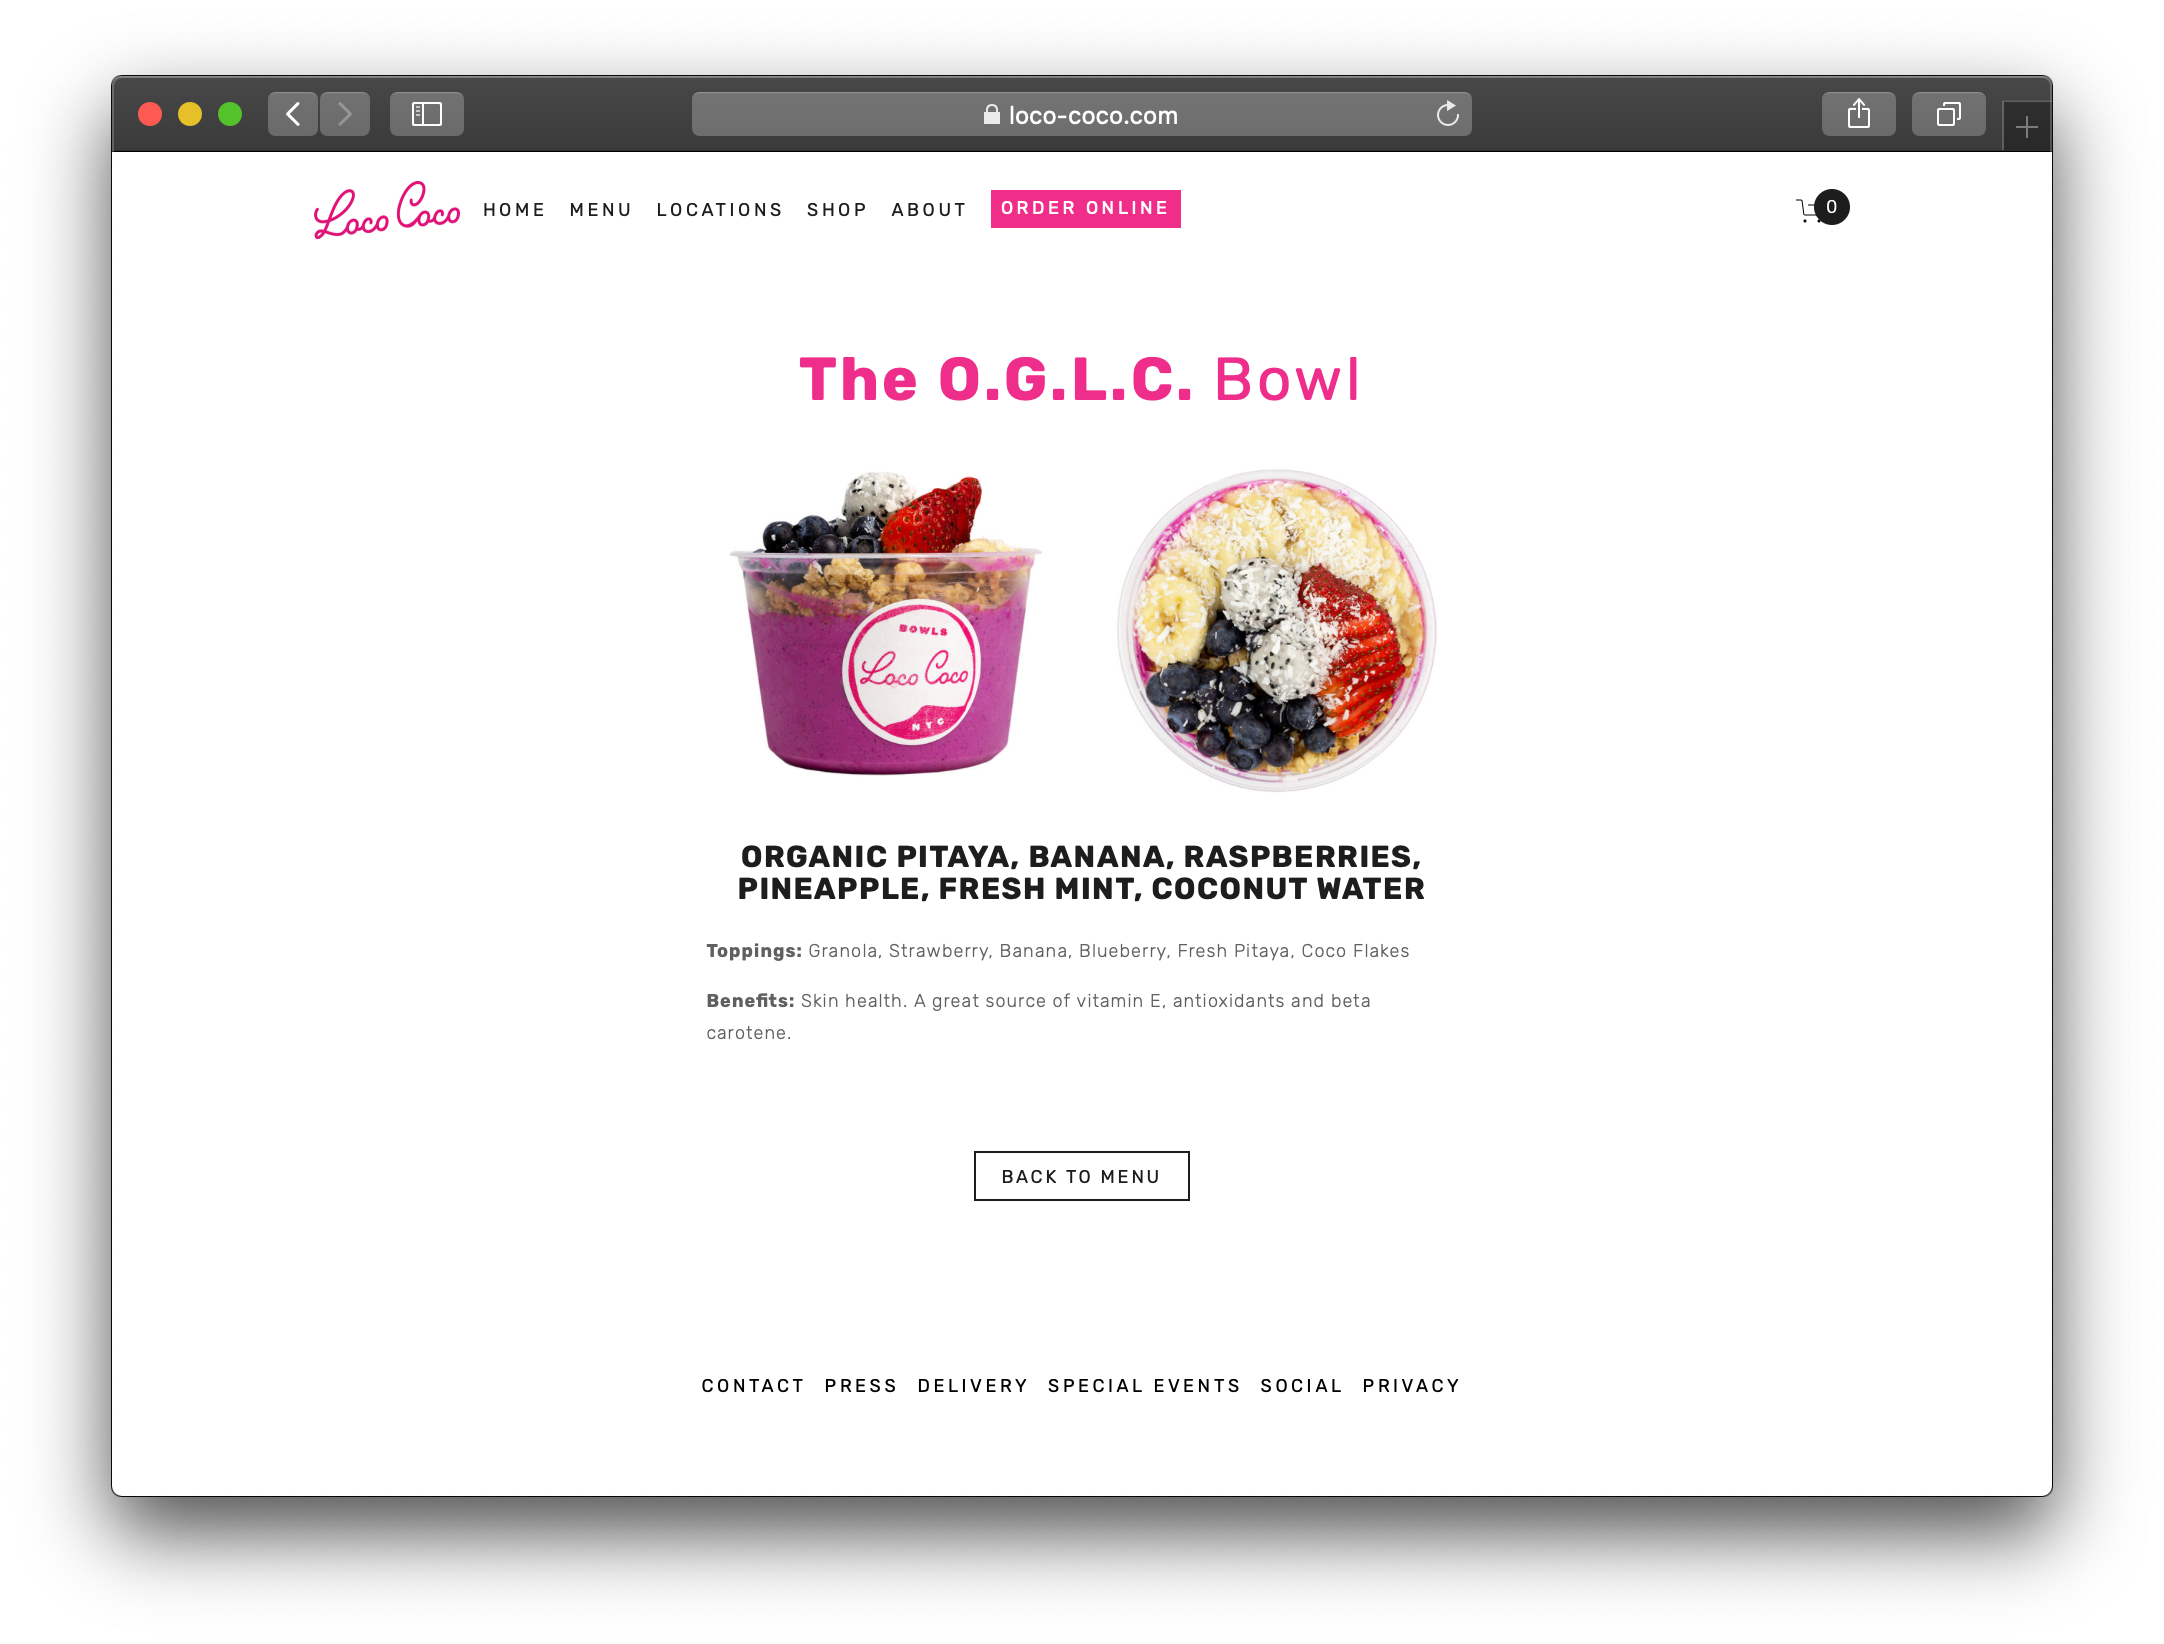 loco-coco.com
Loco Coco HOME MENU LOCATIONS SHOP ABOUT ORDER ONLINE 0
The O.G.L.C. Bowl
BOWLS
Loco Coco
NYC
ORGANIC PITAYA, BANANA, RASPBERRIES,
PINEAPPLE, FRESH MINT, COCONUT WATER
Toppings: Granola, Strawberry, Banana, Blueberry, Fresh Pitaya, Coco Flakes
Benefits: Skin health. A great source of vitamin E, antioxidants and beta
carotene.
BACK TO MENU
CONTACT PRESS DELIVERY SPECIAL EVENTS SOCIAL PRIVACY